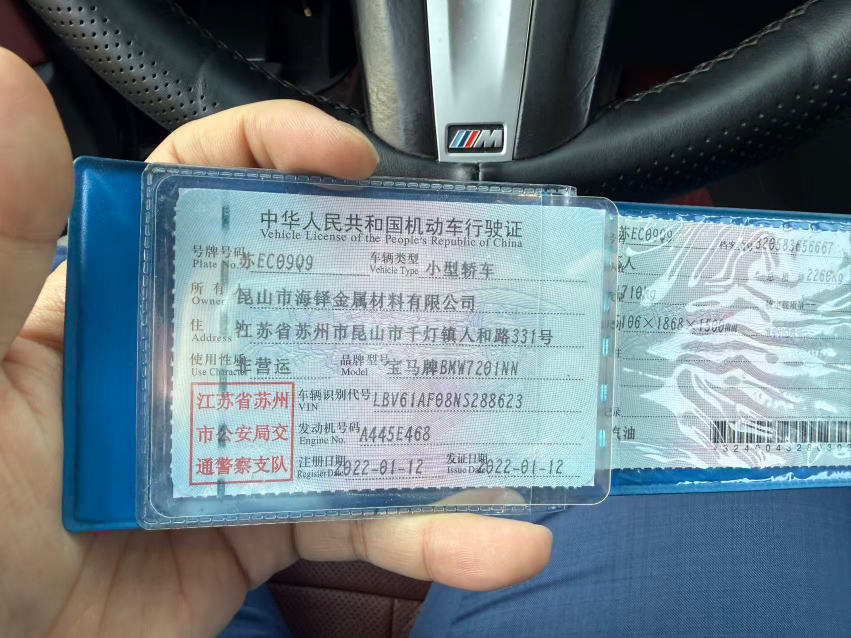 M
中华人民共和国机动车行驶证
Vehicle License of the People's Republic of China
号牌号码 苏EC09Q9 车辆类型 小型轿车
Plate No. Vehicle Type
所有 昆山市海铎金属材料有限公司
Owner
住 江苏省苏州市昆山市千灯镇人和路331号
Address
使用性质 非营运 品牌型号 宝马牌BMW7201NN
Use Character Model
江苏省苏州
市公安局交
通警察支队
车辆识别代号 LBV61AF08NS288623
VIN
发动机号码 A445E468
Engine No.
注册日期 2022-01-12 发证日期 2022-01-12
Register Date Issue Date
苏EC09Q9 320583656667
2260kg
710kg
106×1868×1500
汽油